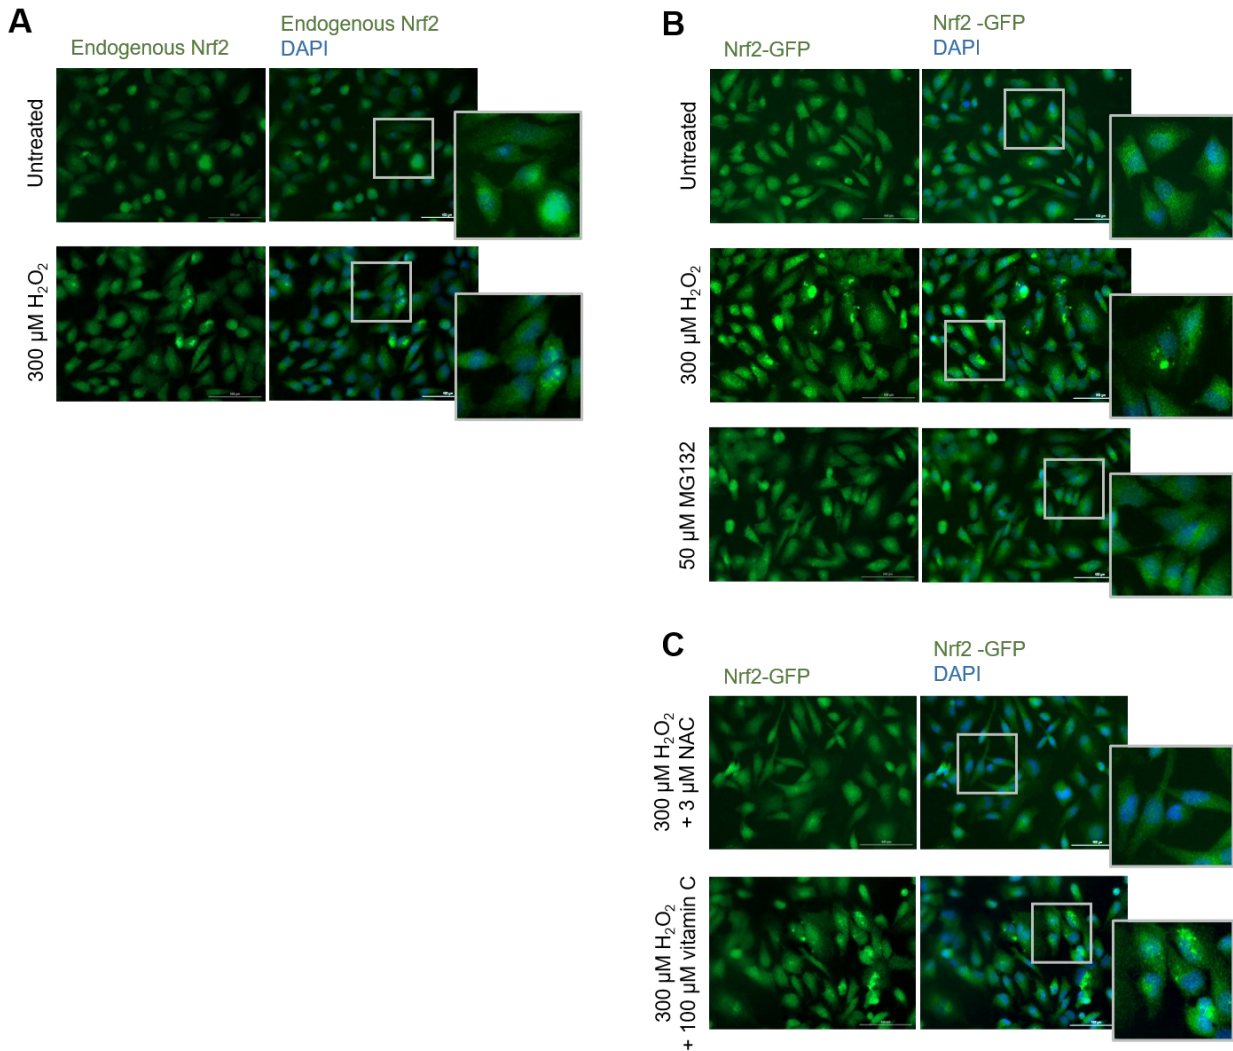 A
Endogenous Nrf2
Endogenous Nrf2
DAPI
Untreated
300 µM H₂O₂
B
Nrf2-GFP
Nrf2 -GFP
DAPI
Untreated
300 µM H₂O₂
50 µM MG132
C
Nrf2-GFP
Nrf2 -GFP
DAPI
300 µM H₂O₂
+ 3 µM NAC
300 µM H₂O₂
+ 100 µM vitamin C